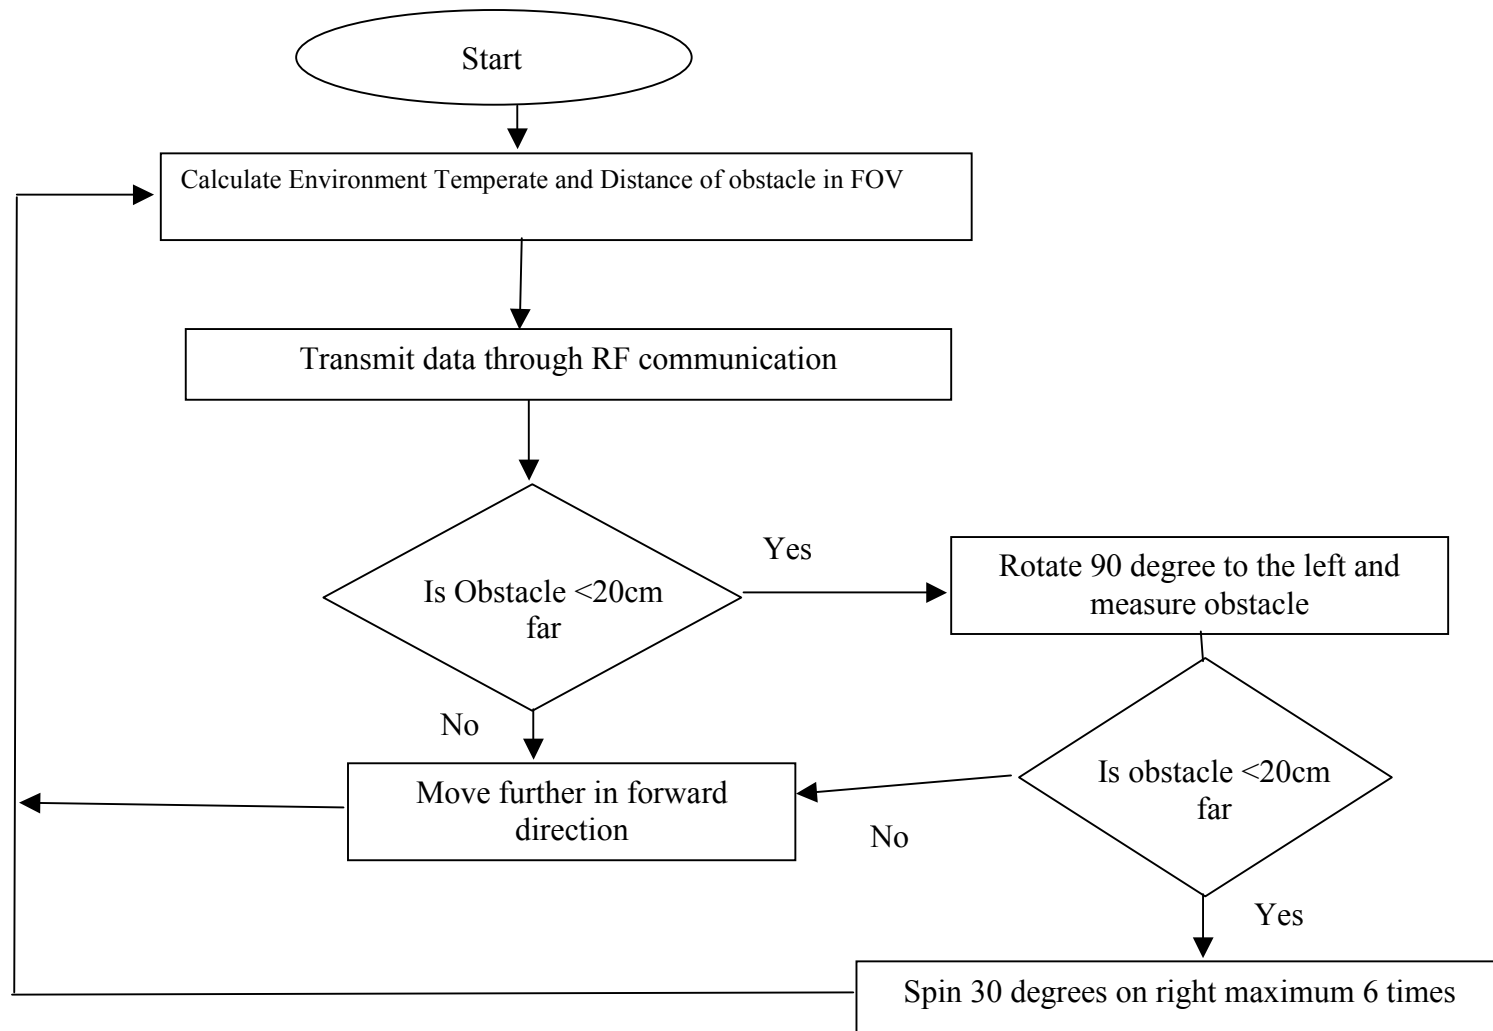 Start
Calculate Environment Temperate and Distance of obstacle in FOV
Transmit data through RF communication
Is Obstacle <20cm
far
Yes
Rotate 90 degree to the left and
measure obstacle
No
Move further in forward
direction
Is obstacle <20cm
far
No
Yes
Spin 30 degrees on right maximum 6 times